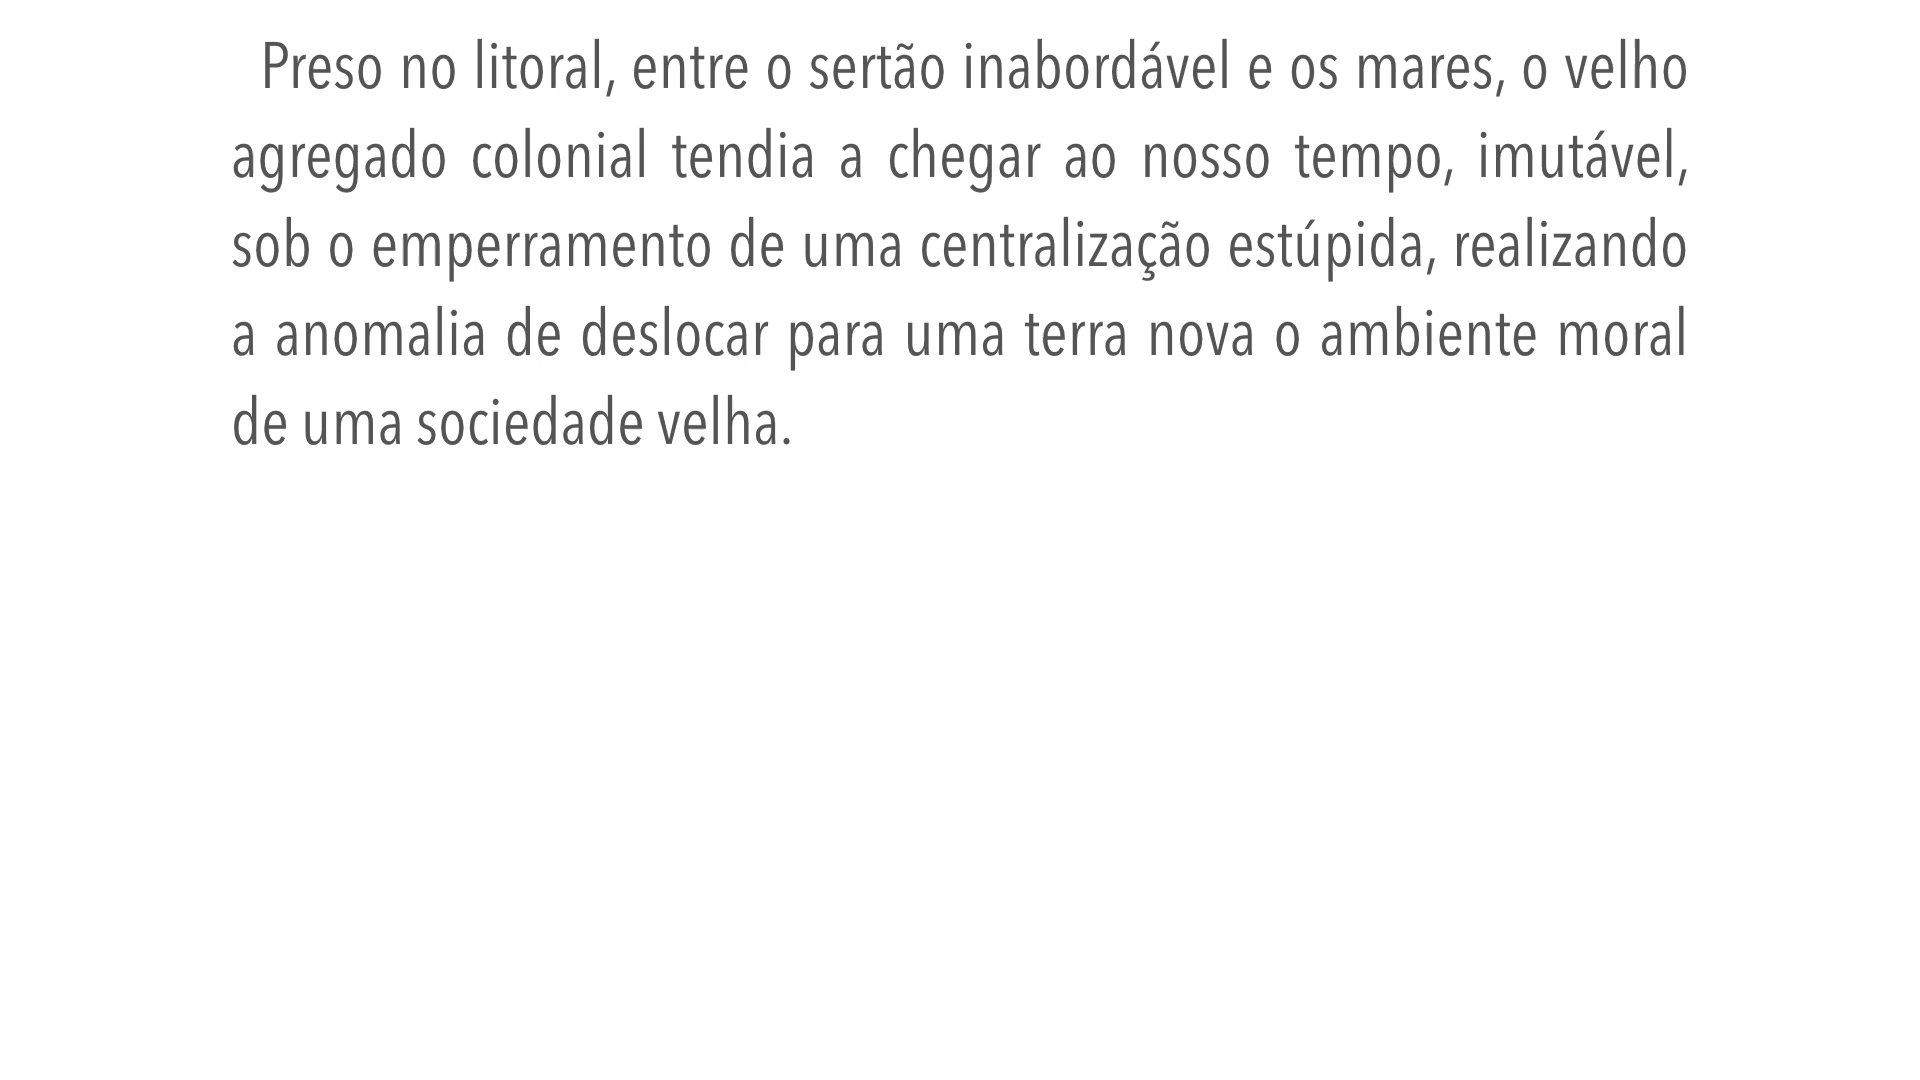 Preso no litoral, entre o sertão inabordável e os mares, o velho
agregado colonial tendia a chegar ao nosso tempo, imutável,
sob o emperramento de uma centralização estúpida, realizando
a anomalia de deslocar para uma terra nova o ambiente moral
de uma sociedade velha.